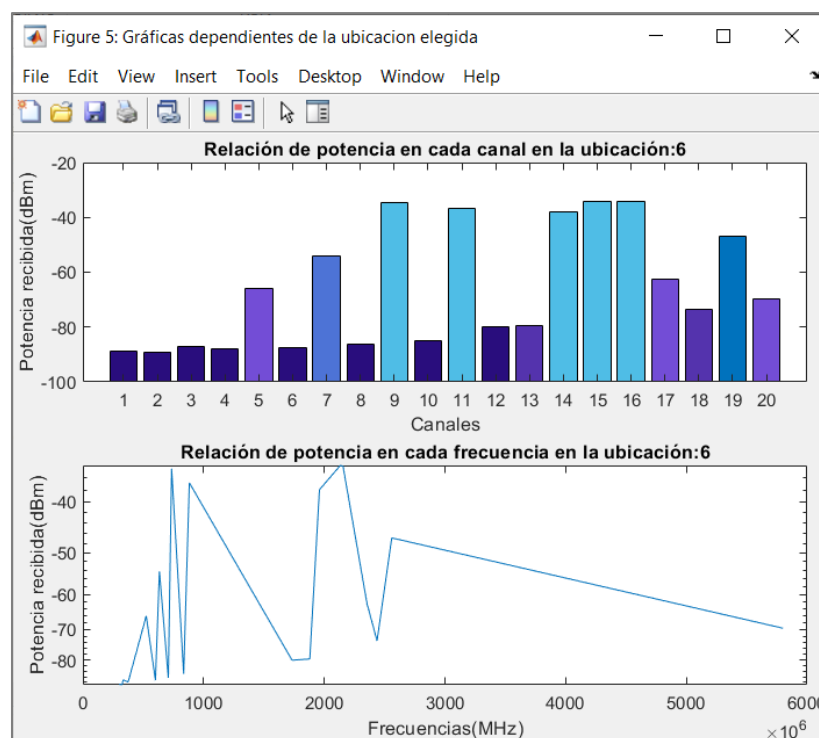 Figure 5: Gráficas dependientes de la ubicacion elegida
File Edit View Insert Tools Desktop Window Help
Relación de potencia en cada canal en la ubicación:6
Potencia recibida(dBm)
-20
-40
-60
-80
-100
1 2 3 4 5 6 7 8 9 10 11 12 13 14 15 16 17 18 19 20
Canales
Relación de potencia en cada frecuencia en la ubicación:6
Potencia recibida(dBm)
-40
-50
-60
-70
-80
0 1000 2000 3000 4000 5000 6000
Frecuencias(MHz)
×10⁶